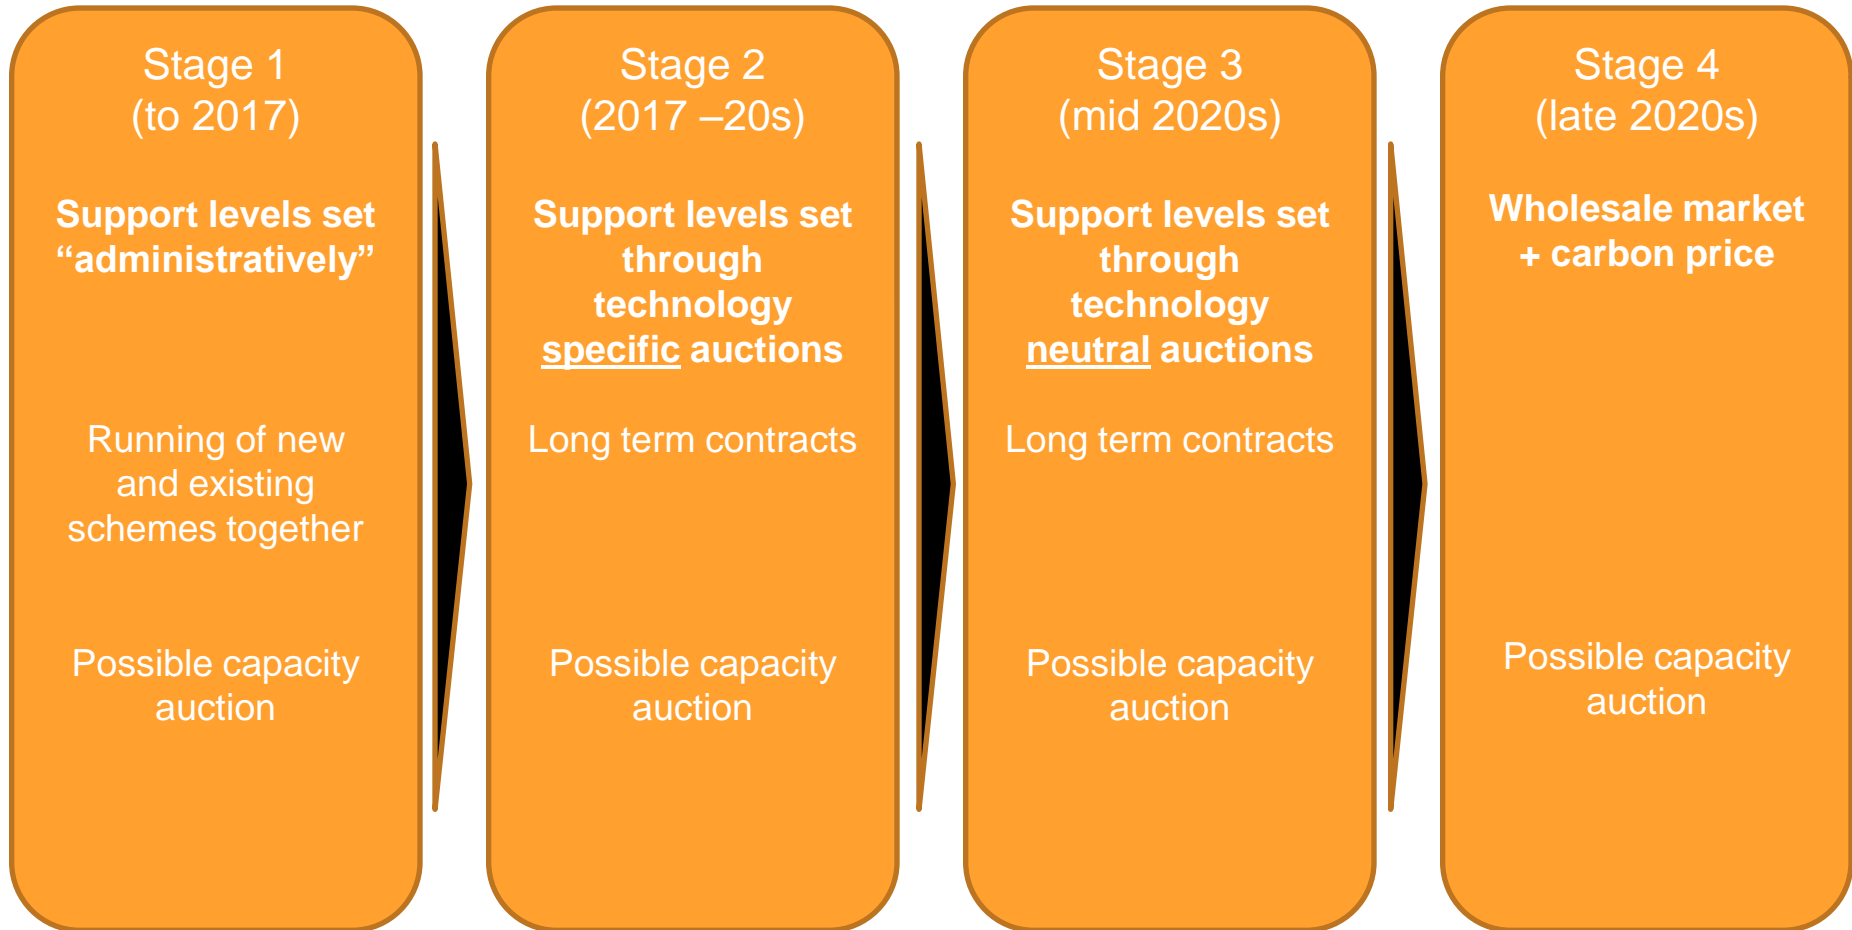 Stage 1
(to 2017)
Support levels set
“administratively”
Running of new
and existing
schemes together
Possible capacity
auction
Stage 2
(2017 –20s)
Support levels set
through
technology
specific auctions
Long term contracts
Possible capacity
auction
Stage 3
(mid 2020s)
Support levels set
through
technology
neutral auctions
Long term contracts
Possible capacity
auction
Stage 4
(late 2020s)
Wholesale market
+ carbon price
Possible capacity
auction